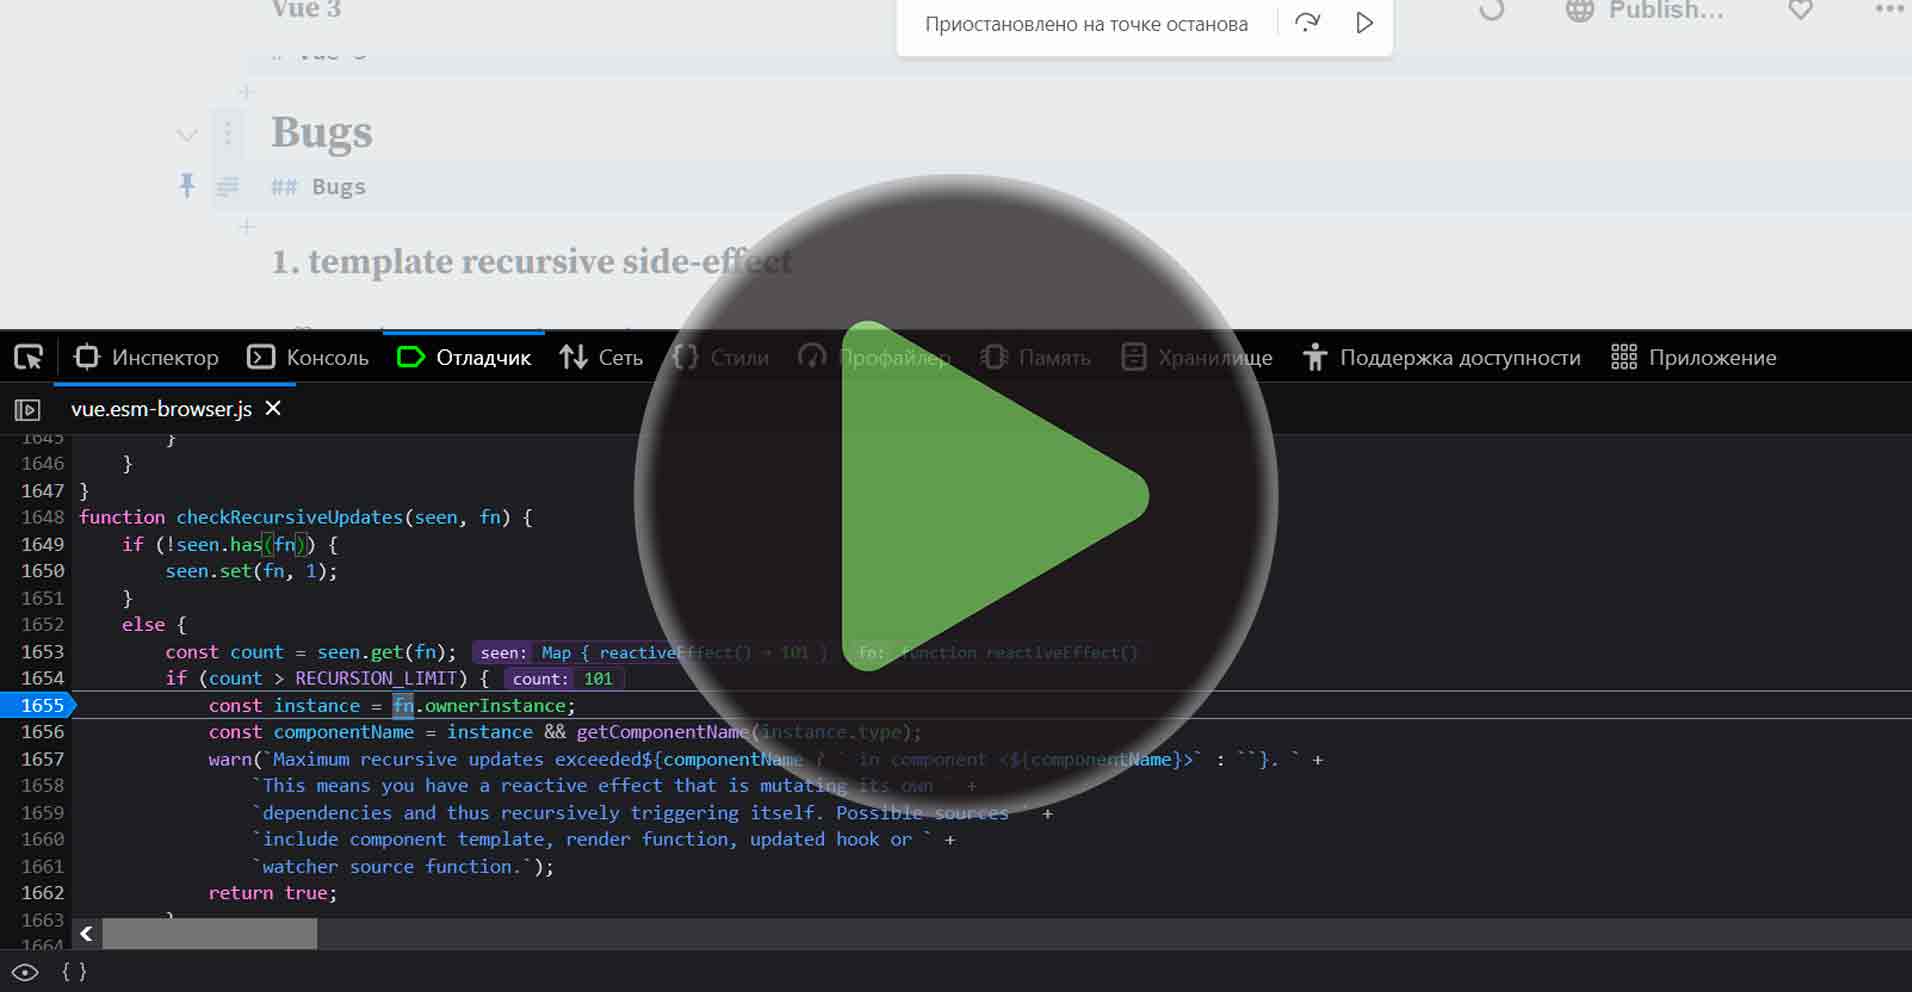 Vue 3
Приостановлено на точке останова
Publish...
# Vue 3
Bugs
## Bugs
1. template recursive side-effect
Инспектор Консоль Отладчик Сеть Стили Профайлер Память Хранилище Поддержка доступности Приложение
vue.esm-browser.js
1645 }
1646 }
1647 }
1648 function checkRecursiveUpdates(seen, fn) {
1649 if (!seen.has(fn)) {
1650 seen.set(fn, 1);
1651 }
1652 else {
1653 const count = seen.get(fn); seen: Map { reactiveEffect() → 101 } fn: function reactiveEffect()
1654 if (count > RECURSION_LIMIT) { count: 101
1655 const instance = fn.ownerInstance;
1656 const componentName = instance && getComponentName(instance.type);
1657 warn(`Maximum recursive updates exceeded${componentName ? ` in component <${componentName}>` : ``}. ` +
1658 `This means you have a reactive effect that is mutating its own ` +
1659 `dependencies and thus recursively triggering itself. Possible sources ` +
1660 `include component template, render function, updated hook or ` +
1661 `watcher source function.`);
1662 return true;
1663 }
1664
{ }